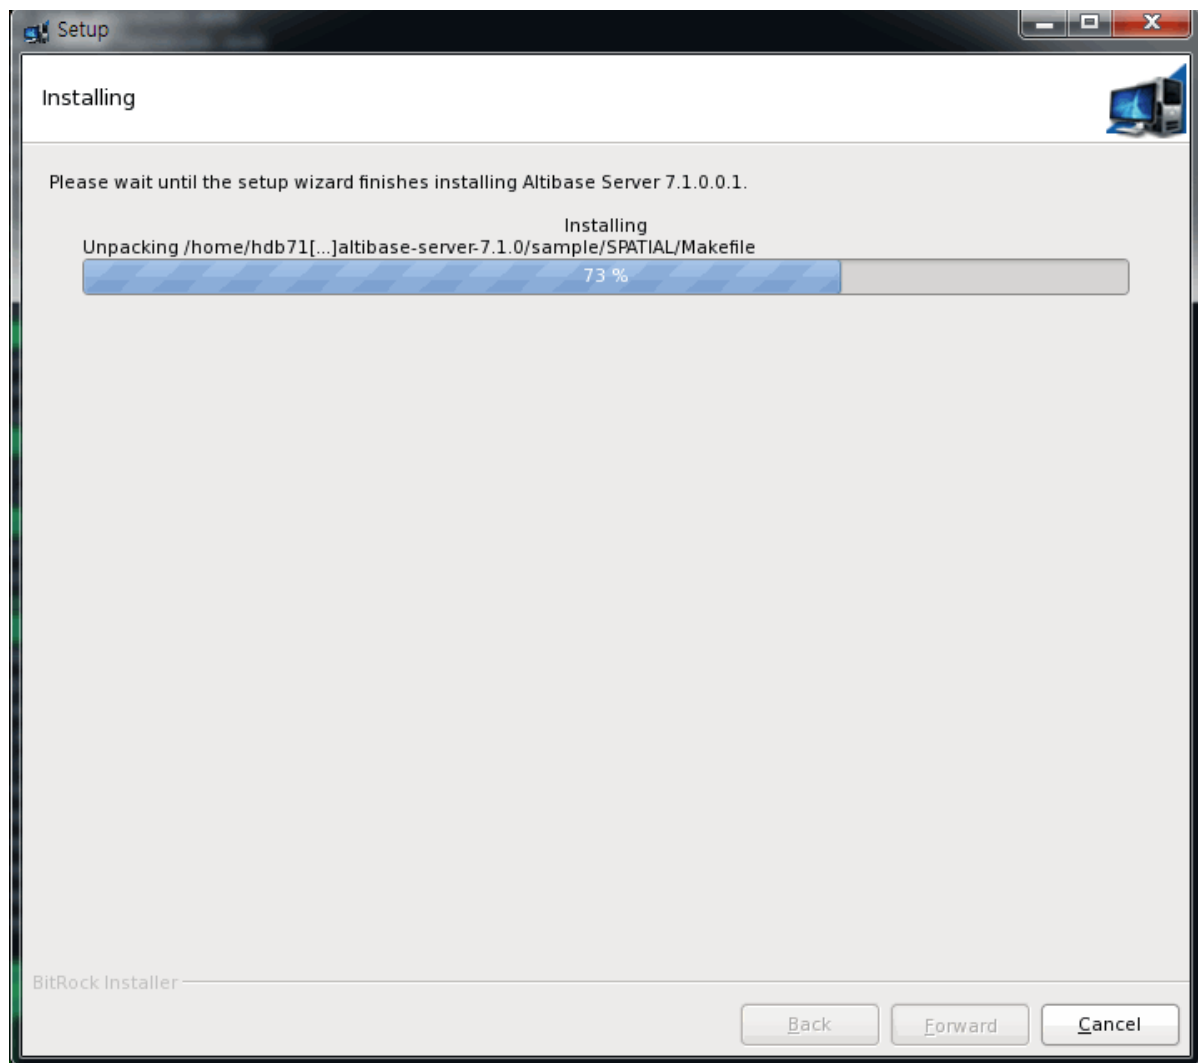 Setup
Installing
Please wait until the setup wizard finishes installing Altibase Server 7.1.0.0.1.
Installing
Unpacking /home/hdb71[...]altibase-server-7.1.0/sample/SPATIAL/Makefile
73 %
BitRock Installer
Back
Forward
Cancel